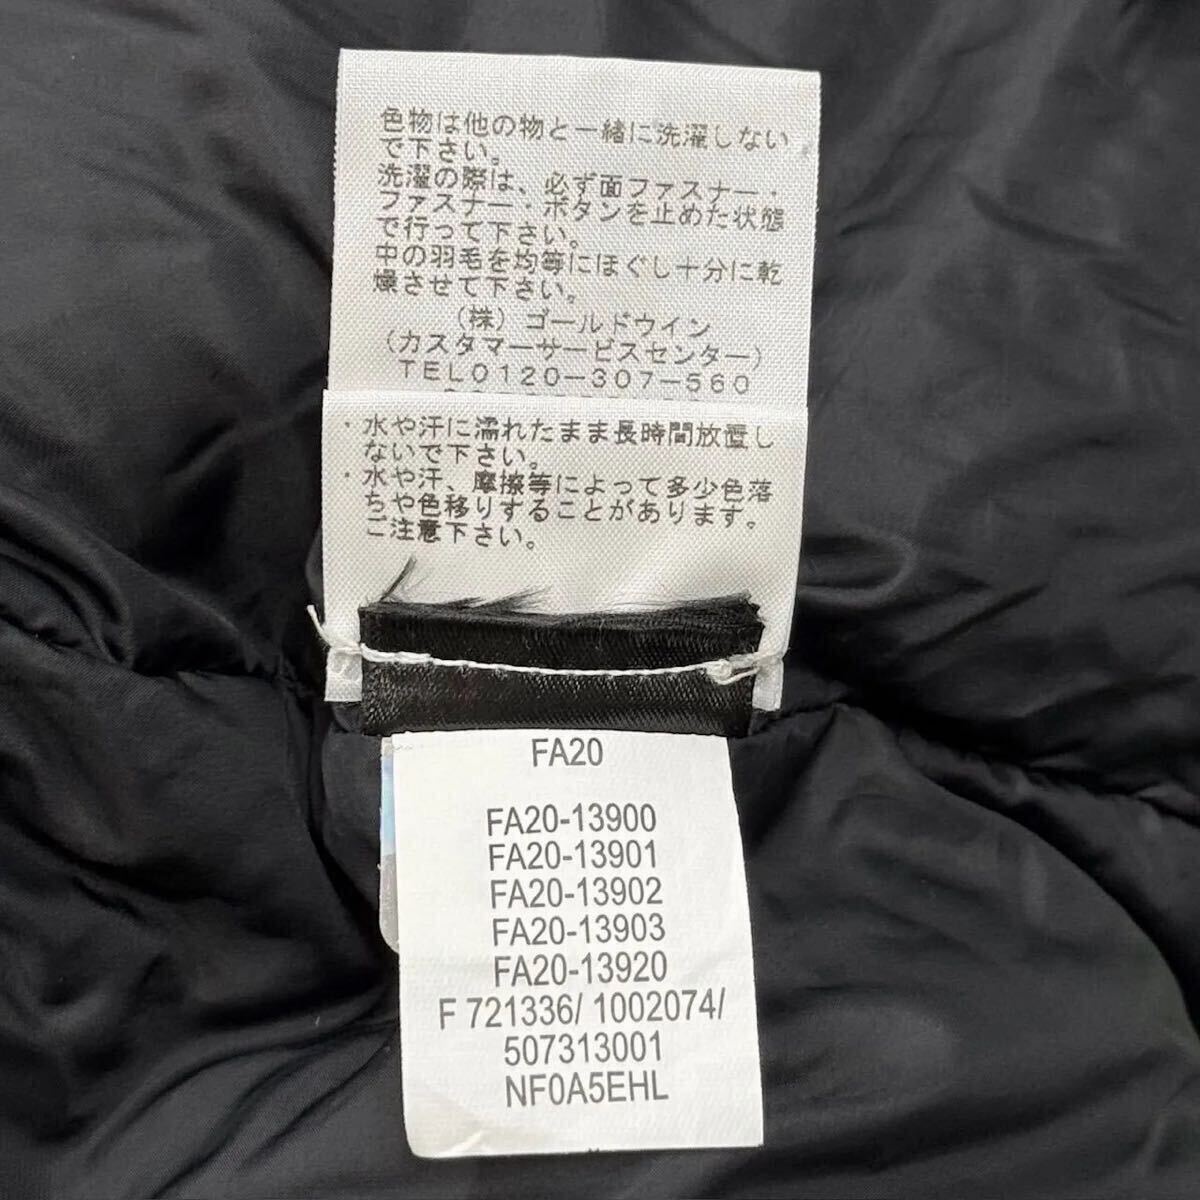 色物は他の物と一緒に洗濯しない
で下さい。
洗濯の際は、必ず面ファスナー・
ファスナー・ボタンを止めた状態
で行って下さい。
中の羽毛を均等にほぐし十分に乾
燥させて下さい。
(株)ゴールドウイン
(カスタマーサービスセンター)
TEL0120-307-560
・水や汗に濡れたまま長時間放置し
ないで下さい。
・水や汗、摩擦等によって多少色落
ちや色移りすることがあります。
ご注意下さい。
FA20
FA20-13900
FA20-13901
FA20-13902
FA20-13903
FA20-13920
F 721336/ 1002074/
507313001
NF0A5EHL